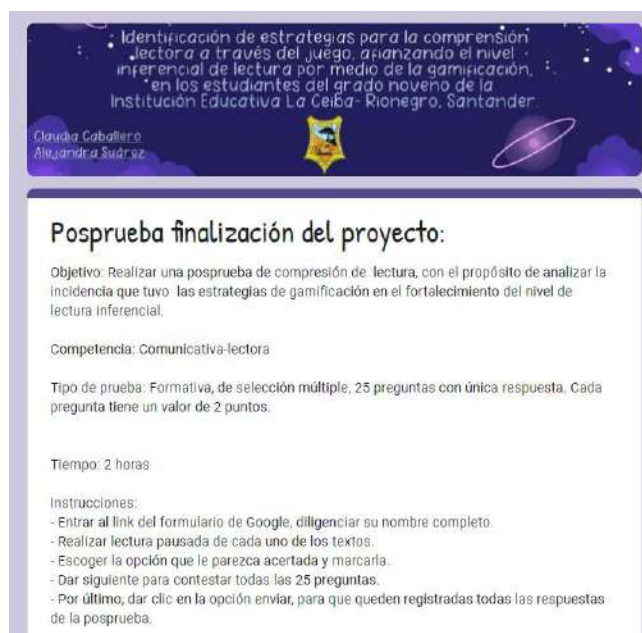 Identificación de estrategias para la comprensión
lectora a través del juego, afianzando el nivel
inferencial de lectura por medio de la gamificación,
en los estudiantes del grado noveno de la
Institución Educativa La Ceiba- Rionegro, Santander.
Claudia Caballero
Alejandra Suárez
Posprueba finalización del proyecto:
Objetivo: Realizar una posprueba de compresión de lectura, con el propósito de analizar la
incidencia que tuvo las estrategias de gamificación en el fortalecimiento del nivel de
lectura inferencial.
Competencia: Comunicativa-lectora
Tipo de prueba: Formativa, de selección múltiple, 25 preguntas con única respuesta. Cada
pregunta tiene un valor de 2 puntos.
Tiempo: 2 horas
Instrucciones:
- Entrar al link del formulario de Google, diligenciar su nombre completo.
- Realizar lectura pausada de cada uno de los textos.
- Escoger la opción que le parezca acertada y marcarla.
- Dar siguiente para contestar todas las 25 preguntas.
- Por último, dar clic en la opción enviar, para que queden registradas todas las respuestas
de la posprueba.